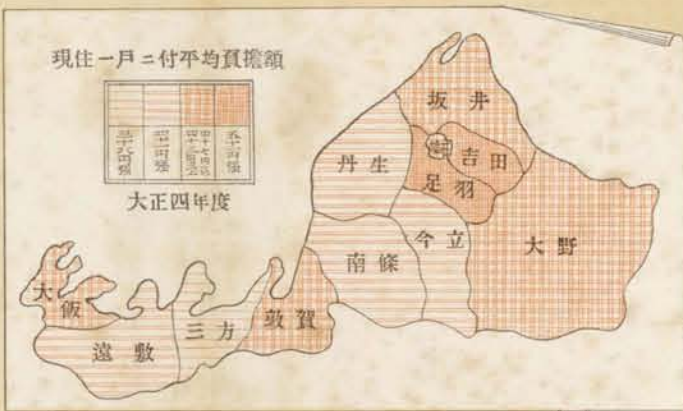 現住一戸ニ付平均負擔額
大正四年度
坂井
吉田
足羽
丹生
今立
大野
南條
敦賀
三方
遠敷
大飯